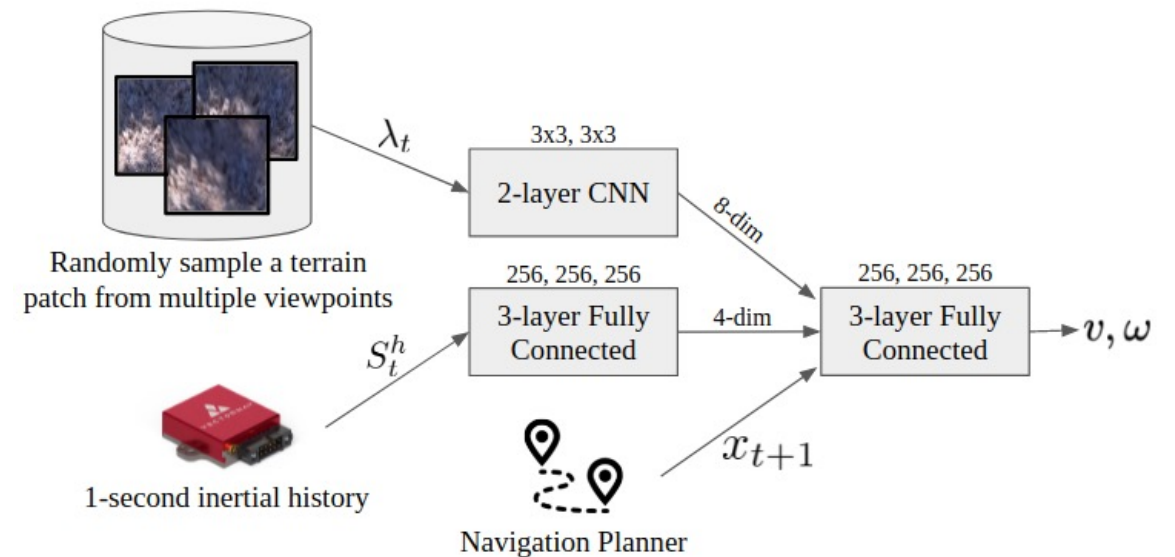 λ_t
3x3, 3x3
2-layer CNN
8-dim
Randomly sample a terrain
patch from multiple viewpoints
256, 256, 256
3-layer Fully
Connected
4-dim
256, 256, 256
3-layer Fully
Connected
v, ω
S_t^h
x_{t+1}
1-second inertial history
Navigation Planner